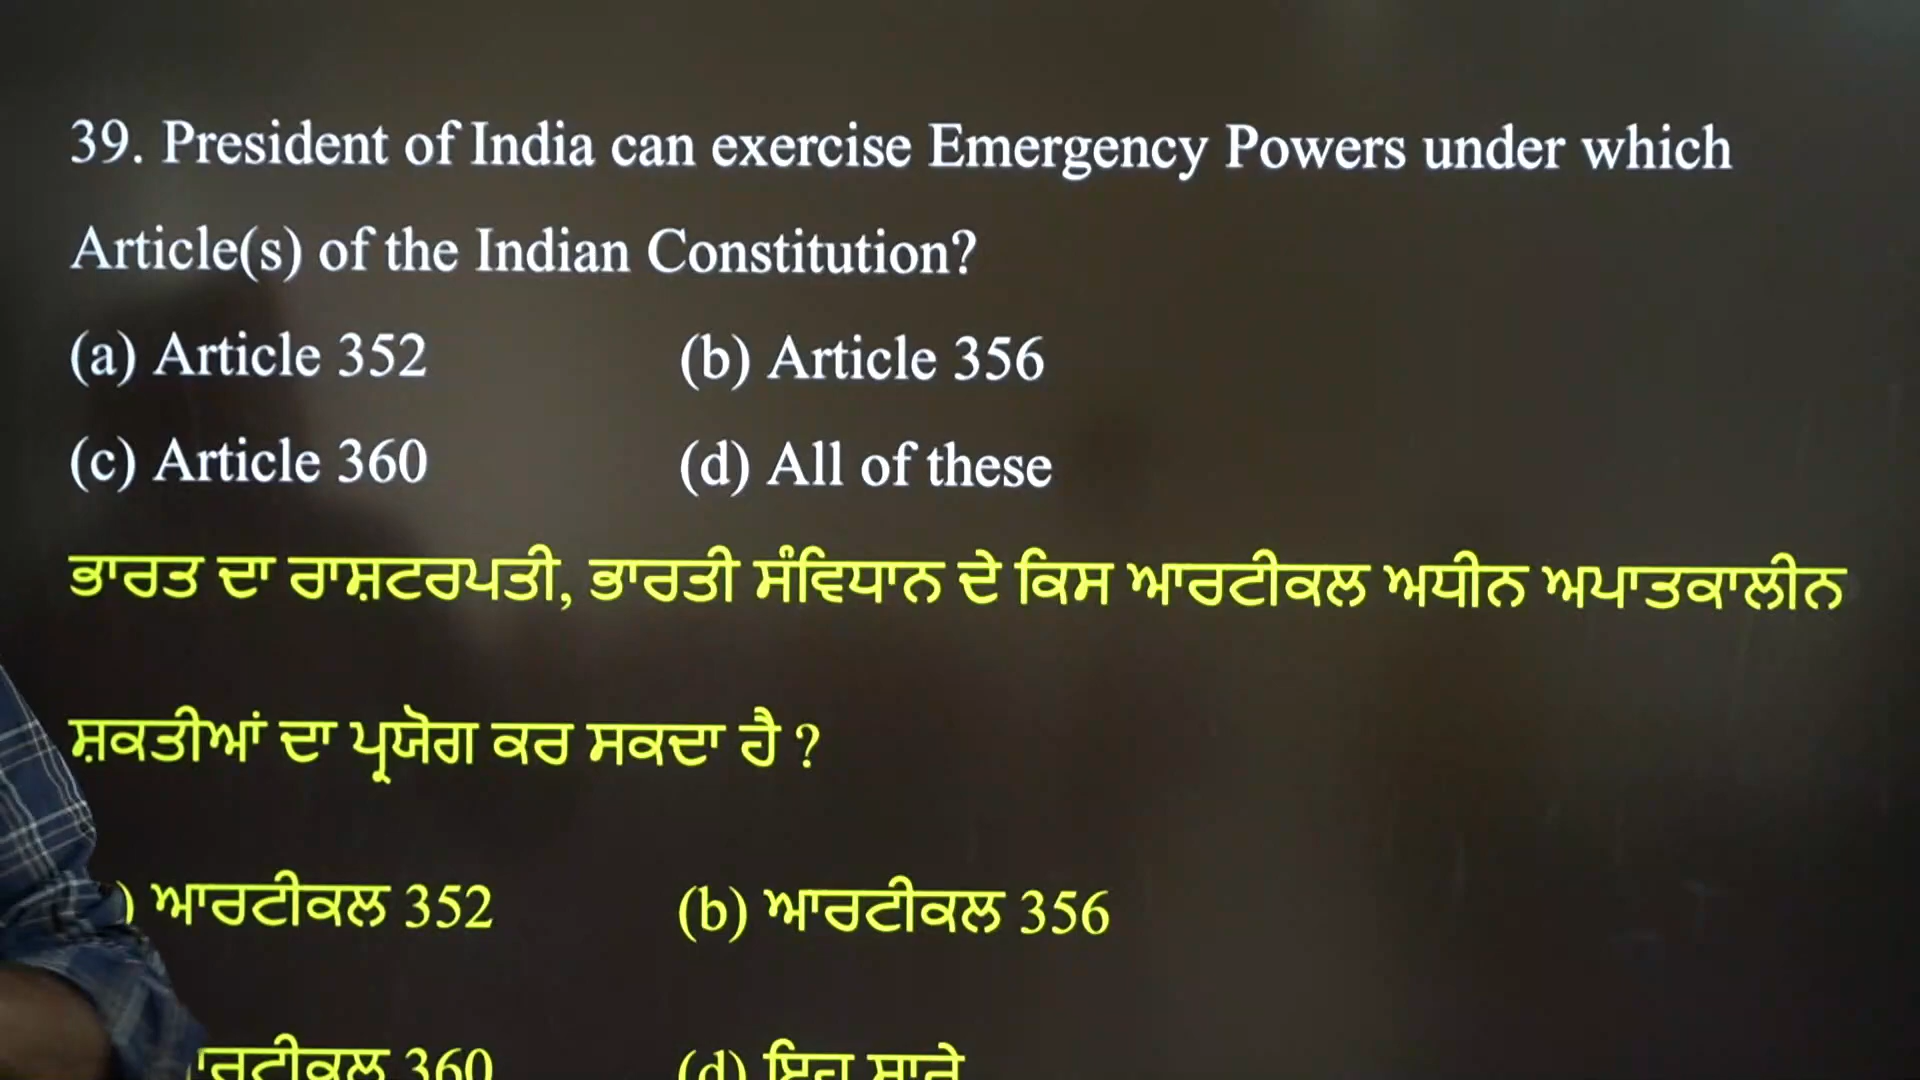 39. President of India can exercise Emergency Powers under which
Article(s) of the Indian Constitution?
(a) Article 352 (b) Article 356
(c) Article 360 (d) All of these
ਭਾਰਤ ਦਾ ਰਾਸ਼ਟਰਪਤੀ, ਭਾਰਤੀ ਸੰਵਿਧਾਨ ਦੇ ਕਿਸ ਆਰਟੀਕਲ ਅਧੀਨ ਅਪਾਤਕਾਲੀਨ
ਸ਼ਕਤੀਆਂ ਦਾ ਪ੍ਰਯੋਗ ਕਰ ਸਕਦਾ ਹੈ ?
) ਆਰਟੀਕਲ 352 (b) ਆਰਟੀਕਲ 356
360 (d) ਇਹ ਸਾਰੇ